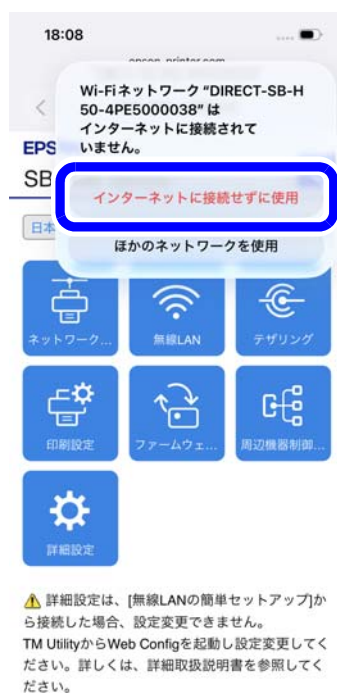 18:08
epson-printer.com
Wi-Fiネットワーク “DIRECT-SB-H
50-4PE5000038” は
インターネットに接続されて
いません。
EPS
SB
インターネットに接続せずに使用
日本
ほかのネットワークを使用
ネットワーク...
無線LAN
テザリング
印刷設定
ファームウェ...
周辺機器制御...
詳細設定
詳細設定は、[無線LANの簡単セットアップ]か
ら接続した場合、設定変更できません。
TM UtilityからWeb Configを起動し設定変更してく
ださい。詳しくは、詳細取扱説明書を参照してく
ださい。